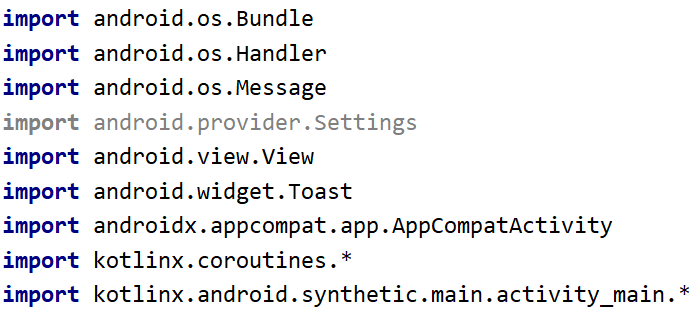 import android.os.Bundle
import android.os.Handler
import android.os.Message
import android.provider.Settings
import android.view.View
import android.widget.Toast
import androidx.appcompat.app.AppCompatActivity
import kotlinx.coroutines.*
import kotlinx.android.synthetic.main.activity_main.*